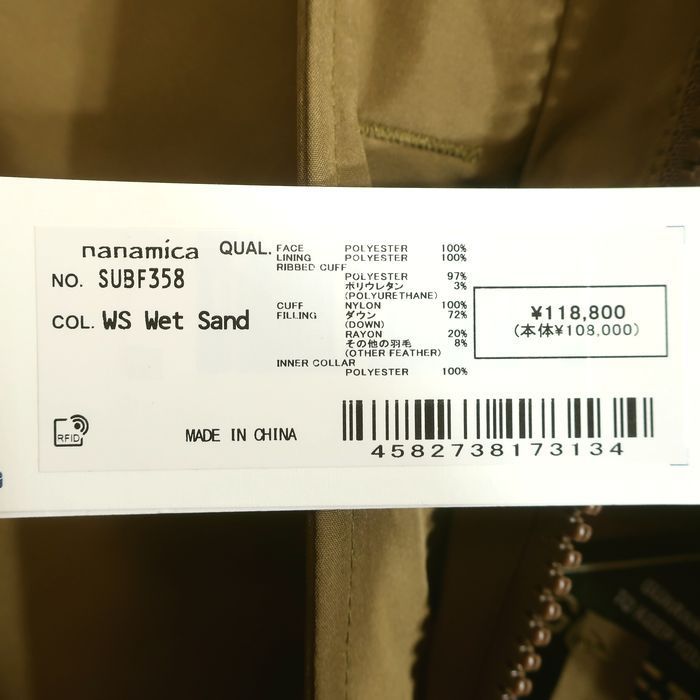 nanamica QUAL. FACE POLYESTER 100%
LINING POLYESTER 100%
RIBBED CUFF
NO. SUBF358 POLYESTER 97%
ポリウレタン 3%
(POLYURETHANE)
CUFF NYLON 100%
COL. WS Wet Sand FILLING ダウン 72%
(DOWN)
RAYON 20%
その他の羽毛 8%
(OTHER FEATHER)
INNER COLLAR
POLYESTER 100%
¥118,800
(本体¥108,000)
RFID
MADE IN CHINA
4582738173134